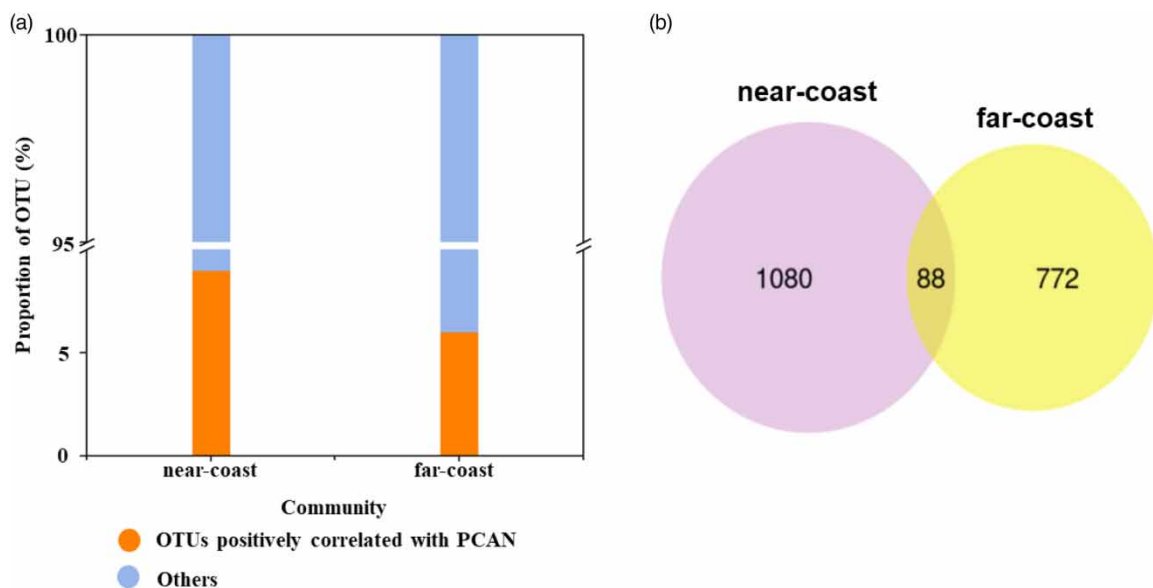 (a)
100
95
5
0
Proportion of OTU (%)
near-coast far-coast
Community
OTUs positively correlated with PCAN
Others
(b)
near-coast
far-coast
1080 88 772